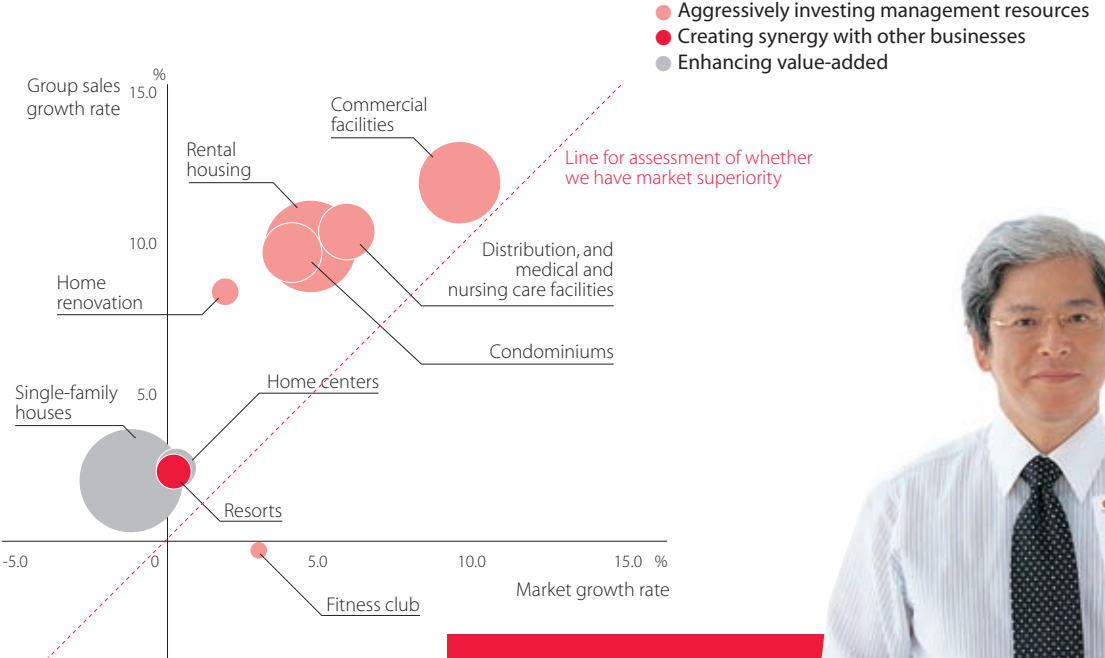 Aggressively investing management resources
Creating synergy with other businesses
Enhancing value-added
%
Group sales
growth rate
15.0
Commercial
facilities
Rental
housing
Line for assessment of whether
we have market superiority
10.0
Distribution, and
medical and
nursing care facilities
Home
renovation
Condominiums
Home centers
Single-family
houses
5.0
Resorts
-5.0
0
5.0
10.0
15.0
%
Market growth rate
Fitness club